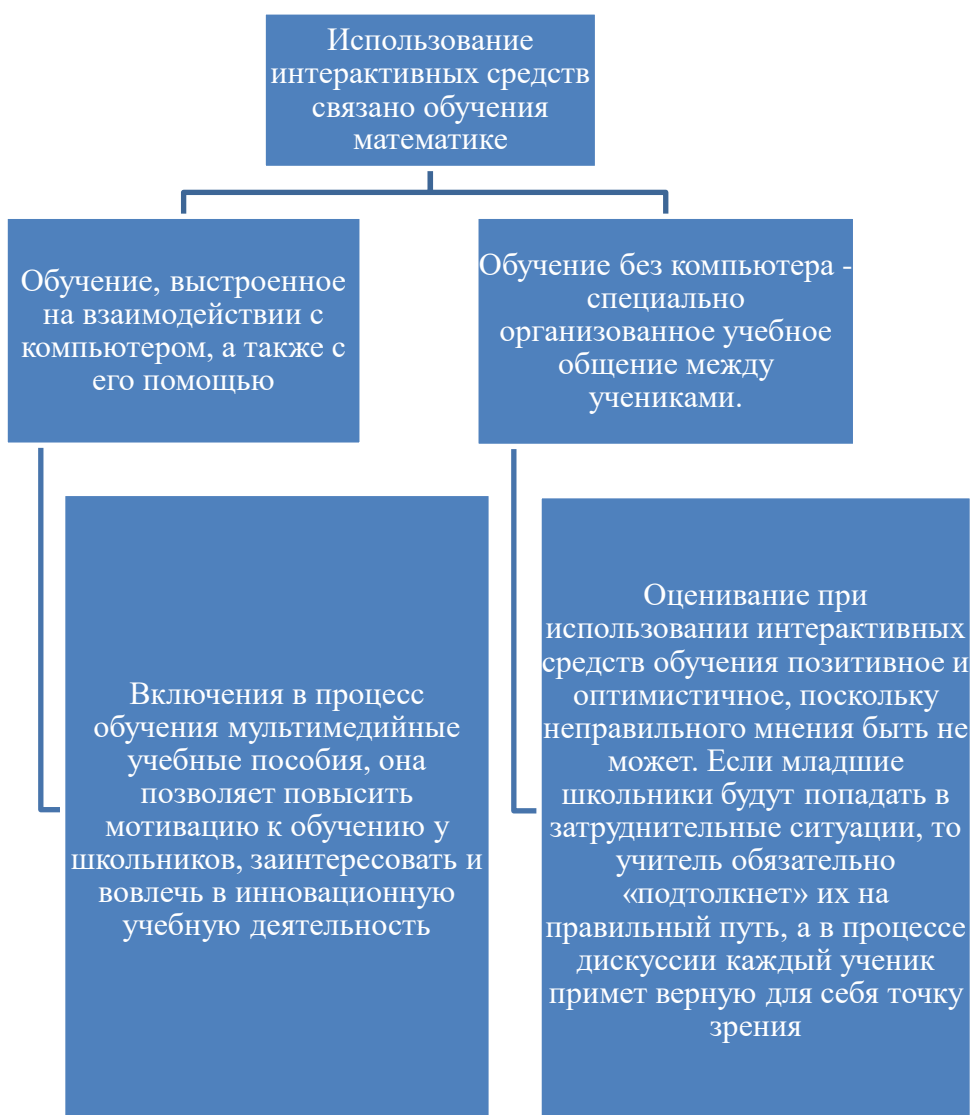 Использование
интерактивных средств
связано обучения
математике
Обучение, выстроенное
на взаимодействии с
компьютером, а также с
его помощью
Обучение без компьютера -
специально
организованное учебное
общение между
учениками.
Включения в процесс
обучения мультимедийные
учебные пособия, она
позволяет повысить
мотивацию к обучению у
школьников, заинтересовать и
вовлечь в инновационную
учебную деятельность
Оценивание при
использовании интерактивных
средств обучения позитивное и
оптимистичное, поскольку
неправильного мнения быть не
может. Если младшие
школьники будут попадать в
затруднительные ситуации, то
учитель обязательно
«подтолкнет» их на
правильный путь, а в процессе
дискуссии каждый ученик
примет верную для себя точку
зрения